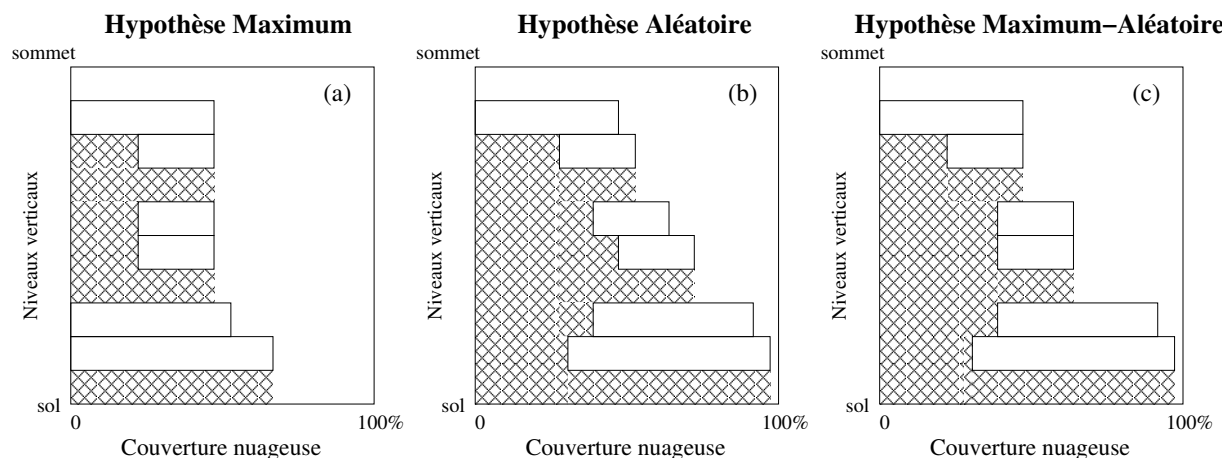 Hypothèse Maximum
Hypothèse Aléatoire
Hypothèse Maximum−Aléatoire
sommet
sommet
sommet
(a)
(b)
(c)
Niveaux verticaux
Niveaux verticaux
Niveaux verticaux
sol
sol
sol
0
100%
0
100%
0
100%
Couverture nuageuse
Couverture nuageuse
Couverture nuageuse